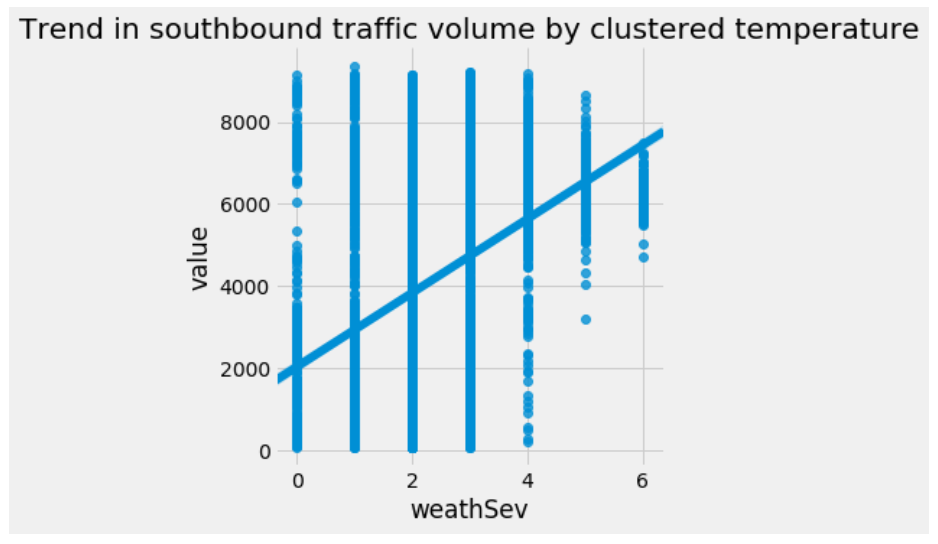 Trend in southbound traffic volume by clustered temperature
8000
6000
4000
2000
0
value
0 2 4 6
weathSev